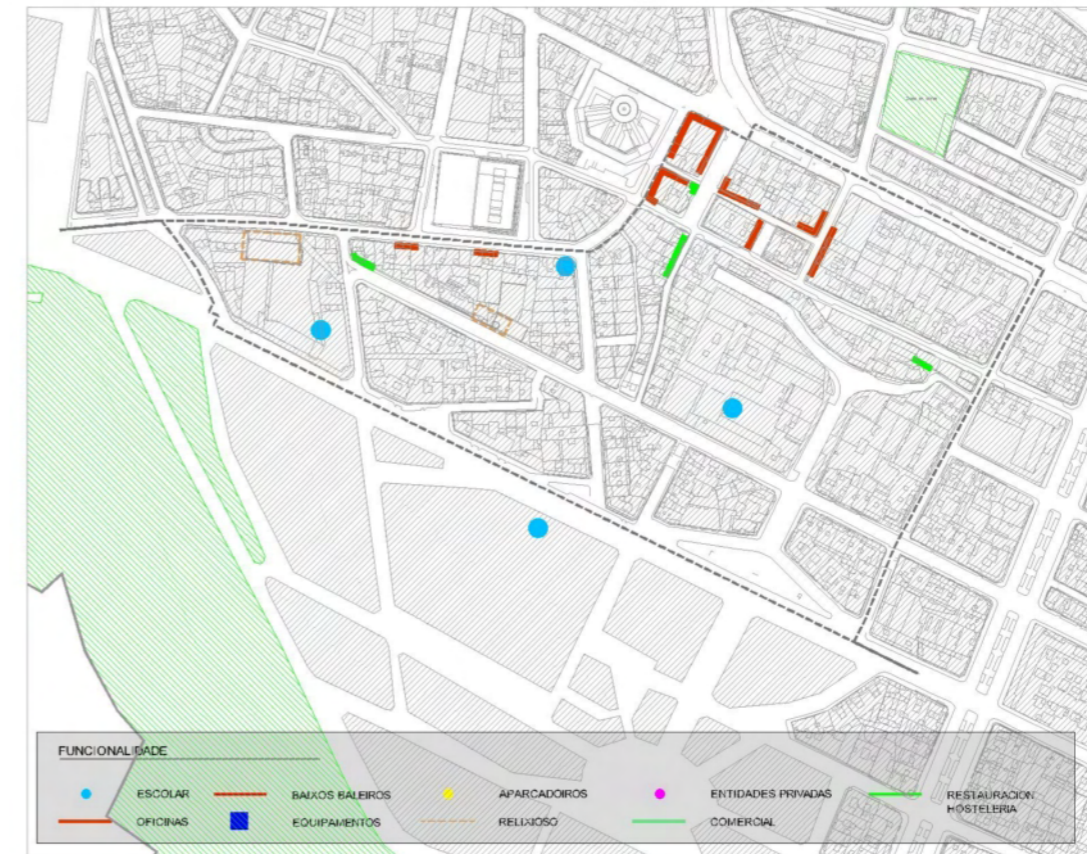 FUNCIONALIDADE
ESCOLAR BAIXOS BALEIROS APARCADOIROS ENTIDADES PRIVADAS RESTAURACION HOSTELERIA
OFICINAS EQUIPAMENTOS RELIXIOSO COMERCIAL